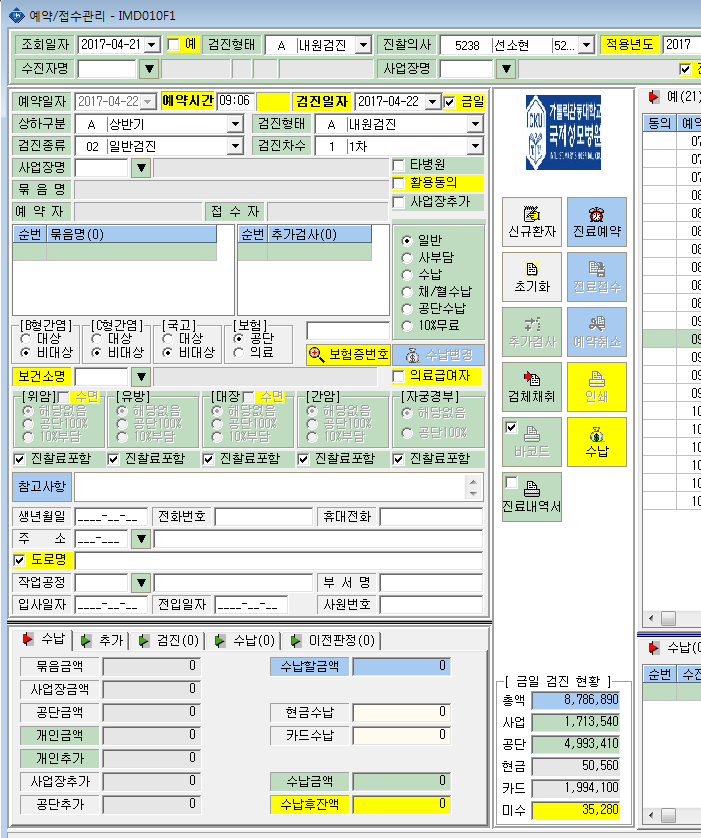 예약/접수관리 - IMD010F1
조회일자 2017-04-21 예 검진형태 A 내원검진 진찰의사 5238 선소현 52... 적용년도 2017
수진자명 사업장명
예약일자 2017-04-22 예약시간 09:06 검진일자 2017-04-22 금일
상하구분 A 상반기 검진형태 A 내원검진
검진종류 02 일반검진 검진차수 1 1차
사업장명 타병원
묶 음 명 활용동의
예 약 자 접 수 자 사업장추가
순번 묶음명(0) 순번 추가검사(0)
일반
사부담
수납
채/혈수납
공단수납
10%무료
[B형간염] [C형간염] [국고] [보험]
대상 대상 대상 공단
비대상 비대상 비대상 의료
보험증번호 수납변경
보건소명 의료급여자
[위암] 수면 [유방] [대장] 수면 [간암] [자궁경부]
해당없음 해당없음 해당없음 해당없음 해당없음
공단100% 공단100% 공단100% 공단100% 공단100%
10%부담 10%부담 10%부담 10%부담
진찰료포함 진찰료포함 진찰료포함 진찰료포함 진찰료포함
참고사항
생년월일 ____-__-__ 전화번호 휴대전화
주 소 ___-___
도로명
작업공정 부 서 명
입사일자 ____-__-__ 전입일자 ____-__-__ 사원번호
수납 추가 검진(0) 수납(0) 이전판정(0)
묶음금액 0 수납할금액 0
사업장금액 0
공단금액 0 현금수납 0
개인금액 0 카드수납 0
개인추가 0
사업장추가 0 수납금액 0
공단추가 0 수납후잔액 0
CKU
가톨릭관동대학교
국제성모병원
INT'L ST. MARY'S HOSPITAL, CKU
신규환자 진료예약
초기화 진료접수
추가검사 예약취소
검체채취 인쇄
바코드 수납
진료내역서
[ 금일 검진 현황 ]
총액 8,786,890
사업 1,713,540
공단 4,993,410
현금 50,560
카드 1,994,100
미수 35,280
예(21)
동의 예약
07
07
07
08
08
08
08
08
08
09
09
09
09
09
10
10
10
10
수납(0
순번 수진